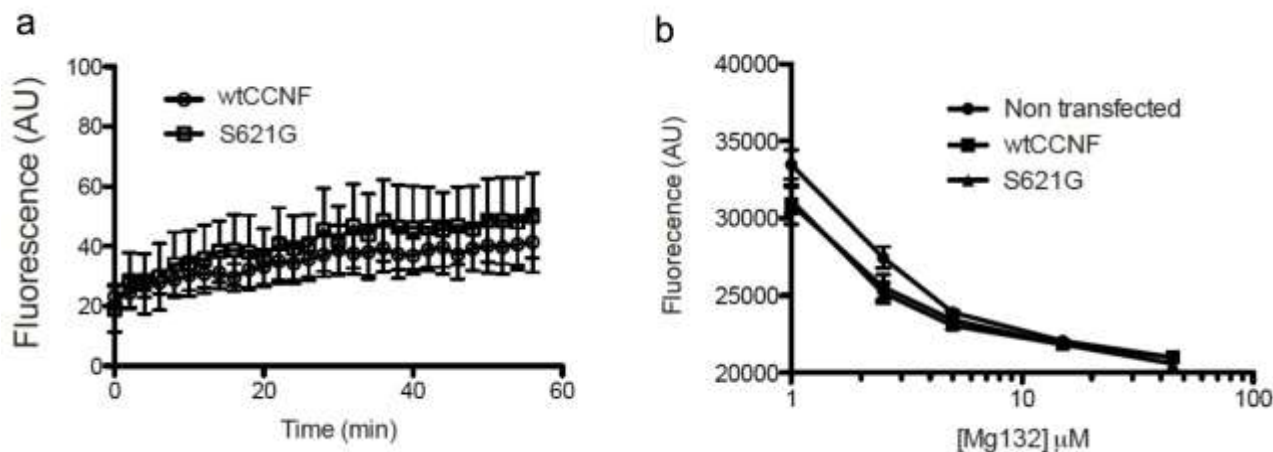 a
100
80
60
40
20
0
Fluorescence (AU)
wtCCNF
S621G
0 20 40 60
Time (min)
b
40000
35000
30000
25000
20000
Fluorecence (AU)
Non transfected
wtCCNF
S621G
1 10 100
[Mg132] μM